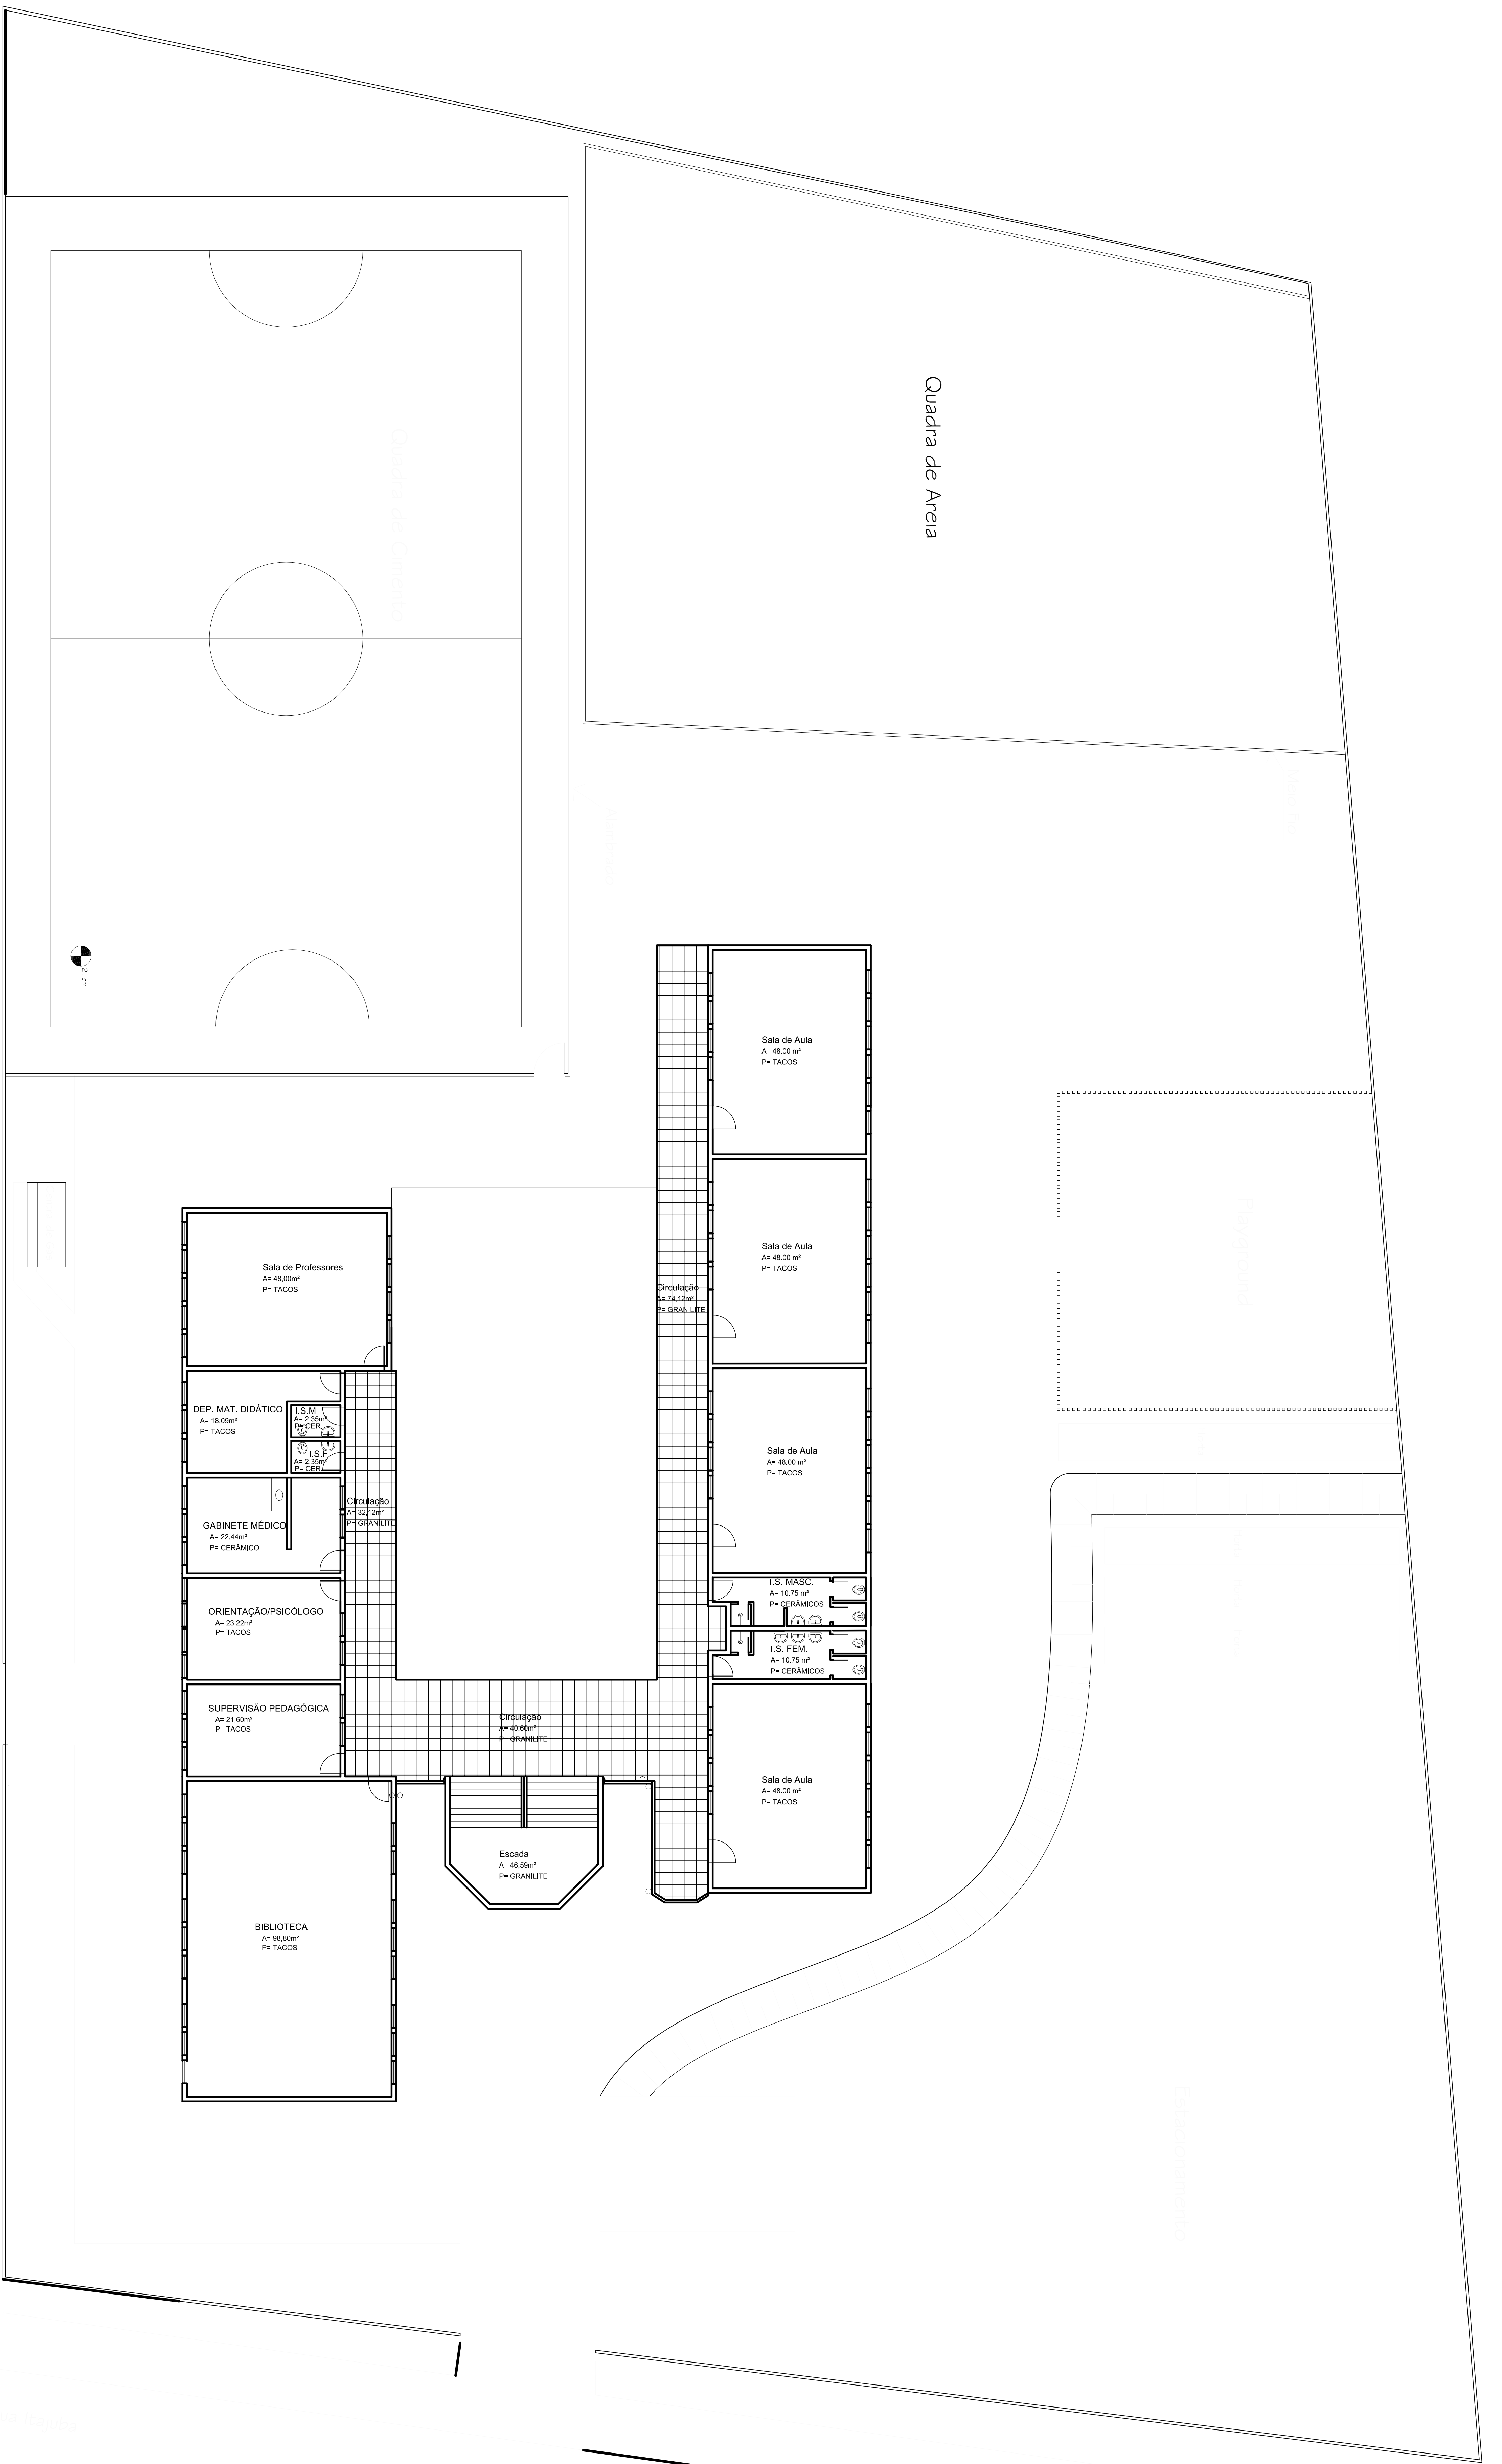 Quadra de Areia
2.1cm
Sala de Aula
A= 48.00 m²
P= TACOS
Sala de Aula
A= 48.00 m²
P= TACOS
Sala de Professores
A= 48,00m²
P= TACOS
Circulação
A= 74,12m²
P= GRANILITE
DEP. MAT. DIDÁTICO
A= 18,09m²
P= TACOS
I.S.M
A= 2,35m²
P= CER.
I.S.F
A= 2,35m²
P= CER.
Sala de Aula
A= 48,00 m²
P= TACOS
Circulação
A= 32,12m²
P= GRANILITE
GABINETE MÉDICO
A= 22,44m²
P= CERÂMICO
I.S. MASC.
A= 10.75 m²
P= CERÂMICOS
ORIENTAÇÃO/PSICÓLOGO
A= 23,22m²
P= TACOS
I.S. FEM.
A= 10.75 m²
P= CERÂMICOS
SUPERVISÃO PEDAGÓGICA
A= 21,60m²
P= TACOS
Circulação
A= 40,60m²
P= GRANILITE
Sala de Aula
A= 48.00 m²
P= TACOS
Escada
A= 46,59m²
P= GRANILITE
BIBLIOTECA
A= 98,80m²
P= TACOS